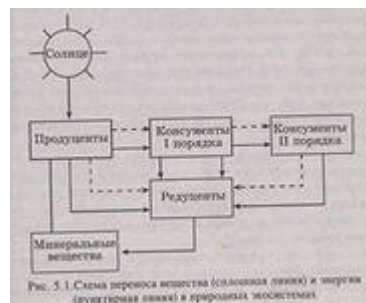 Солнце
Продуценты
Консументы
I порядка
Консументы
II порядка
Редуценты
Минеральные
вещества
Рис. 5.1.Схема переноса вещества (сплошная линия) и энергии
(пунктирная линия) в природных экосистемах